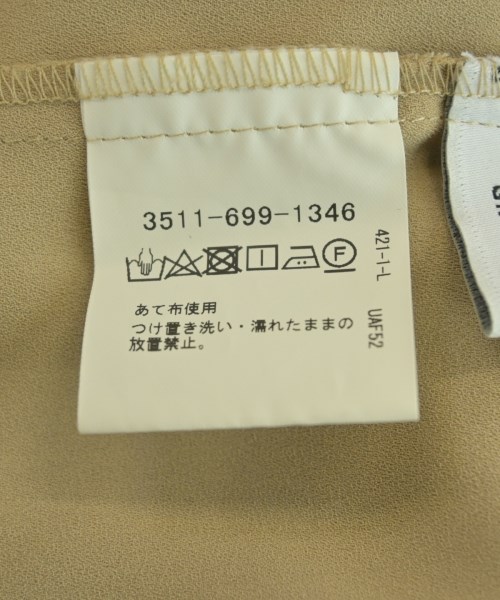 3511-699-1346
F
あて布使用
つけ置き洗い・濡れたままの
放置禁止。
421-1-L
UAF52